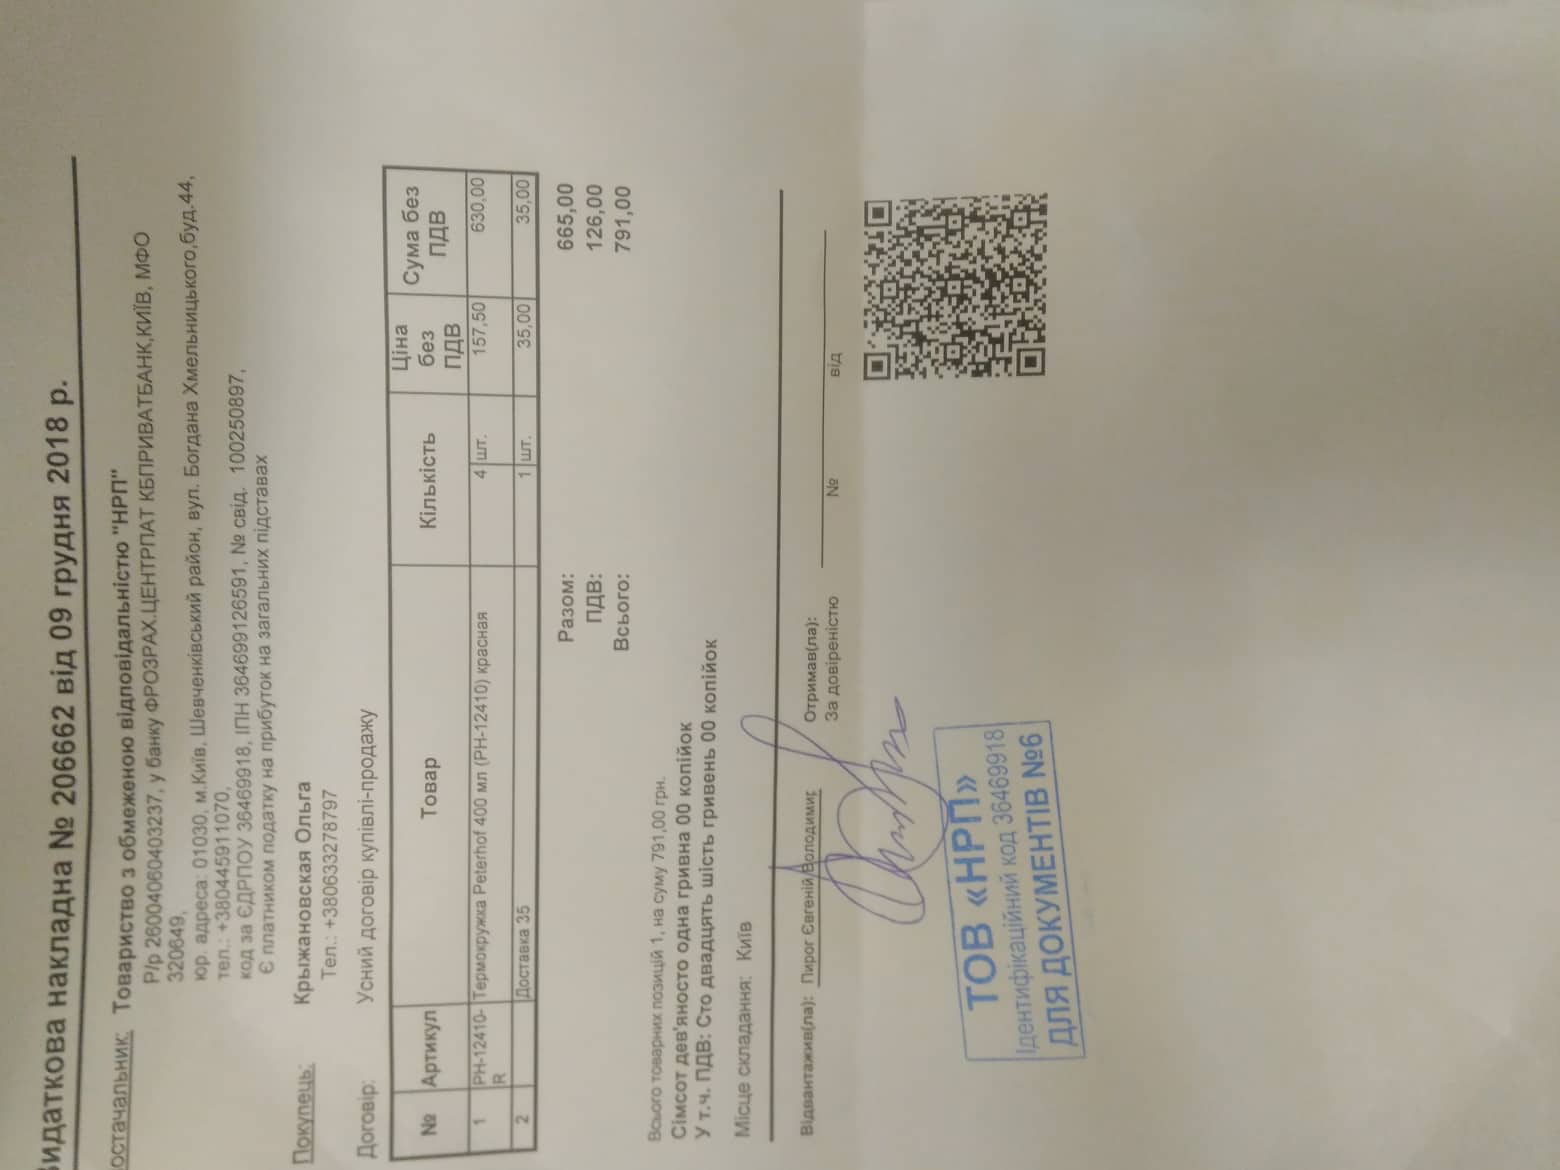 Видаткова накладна № 206662 від 09 грудня 2018 р.
остачальник: Товариство з обмеженою відповідальністю "НРП"
Р/р 26004060403237, у банку ФРОЗРАХ.ЦЕНТРПАТ КБПРИВАТБАНК,КИЇВ, МФО
320649,
юр. адреса: 01030, м.Київ, Шевченківський район, вул. Богдана Хмельницького,буд.44,
тел.: +380445911070,
код за ЄДРПОУ 36469918, ІПН 364699126591, № свід. 100250897,
Є платником податку на прибуток на загальних підставах
Покупець: Крыжановская Ольга
Тел.: +380633278797
Договір: Усний договір купівлі-продажу
№ Артикул Товар Кількість Ціна без ПДВ Сума без ПДВ
1 PH-12410-R Термокружка Peterhof 400 мл (PH-12410) красная 4 шт. 157,50 630,00
2 Доставка 35 1 шт. 35,00 35,00
Разом: 665,00
ПДВ: 126,00
Всього: 791,00
Всього товарних позицій 1, на суму 791,00 грн.
Сімсот дев'яносто одна гривна 00 копійок
У т.ч. ПДВ: Сто двадцять шість гривень 00 копійок
Місце складання: Київ
Відвантажив(ла): Пирог Євгеній Володимир Отримав(ла):
За довіреністю № від
ТОВ «НРП»
Ідентифікаційний код 36469918
ДЛЯ ДОКУМЕНТІВ №6